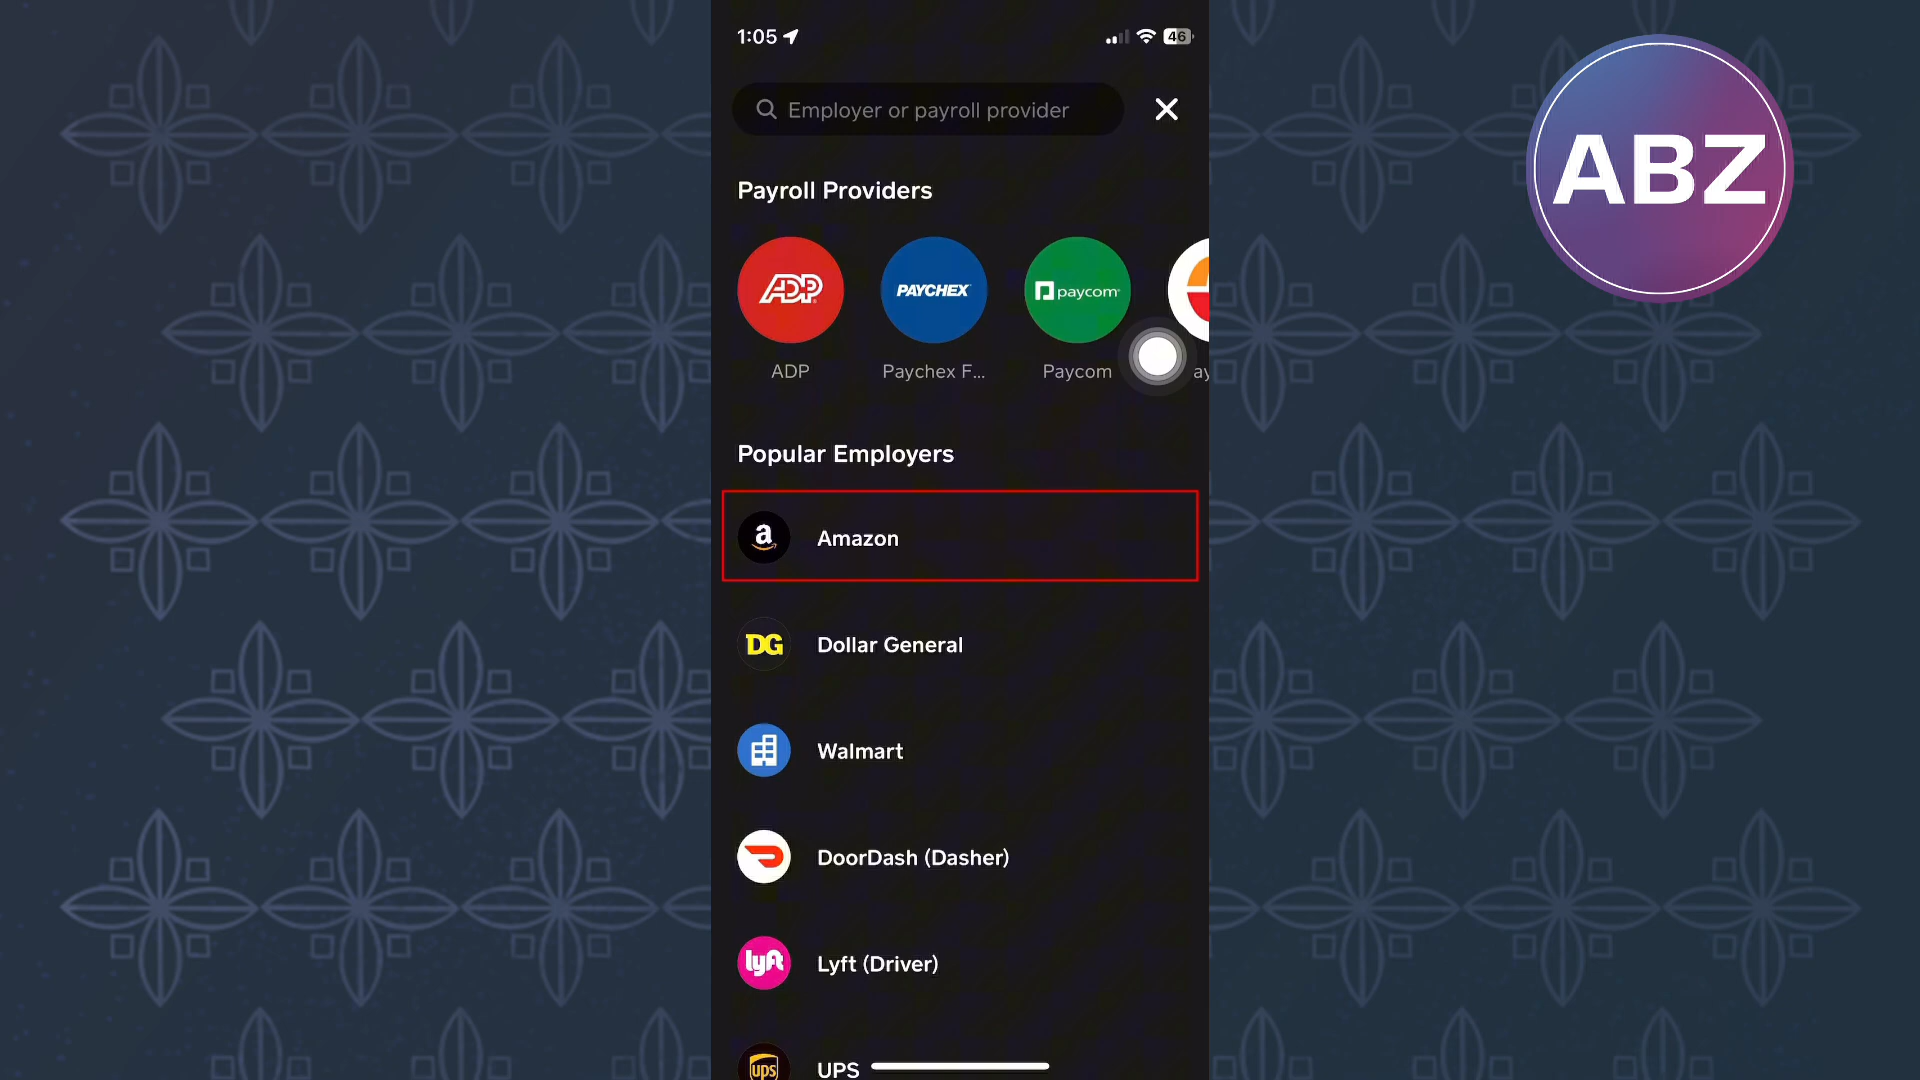 1:05
46
Employer or payroll provider
ABZ
Payroll Providers
ADP
PAYCHEX
paycom
ADP
Paychex F...
Paycom
ay
Popular Employers
a
Amazon
DG
Dollar General
Walmart
DoorDash (Dasher)
lyft
Lyft (Driver)
ups
UPS